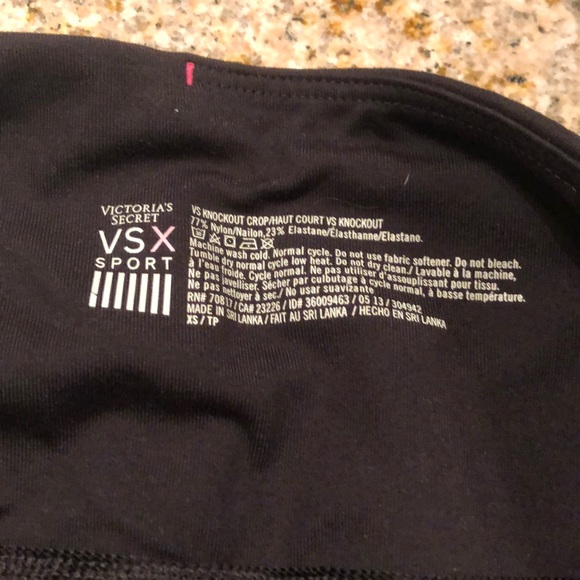 VICTORIA'S
SECRET
VSX
SPORT
VS KNOCKOUT CROP/HAUT COURT VS KNOCKOUT
77% Nylon/Nailon,23% Elastane/Élasthanne/Elastano.
Machine wash cold. Normal cycle. Do not use fabric softener. Do not bleach.
Tumble dry normal cycle low heat. Do not dry clean./ Lavable à la machine,
à l'eau froide. Cycle normal. Ne pas utiliser d'assouplissant pour tissu.
Ne pas javelliser. Sécher par culbutage à cycle normal, à basse température.
Ne pas nettoyer à sec./ No usar suavizante
RN# 70817/CA# 23226 / ID# 36009463 / 05 13 / 304942
MADE IN SRI LANKA / FAIT AU SRI LANKA / HECHO EN SRI LANKA
XS / TP